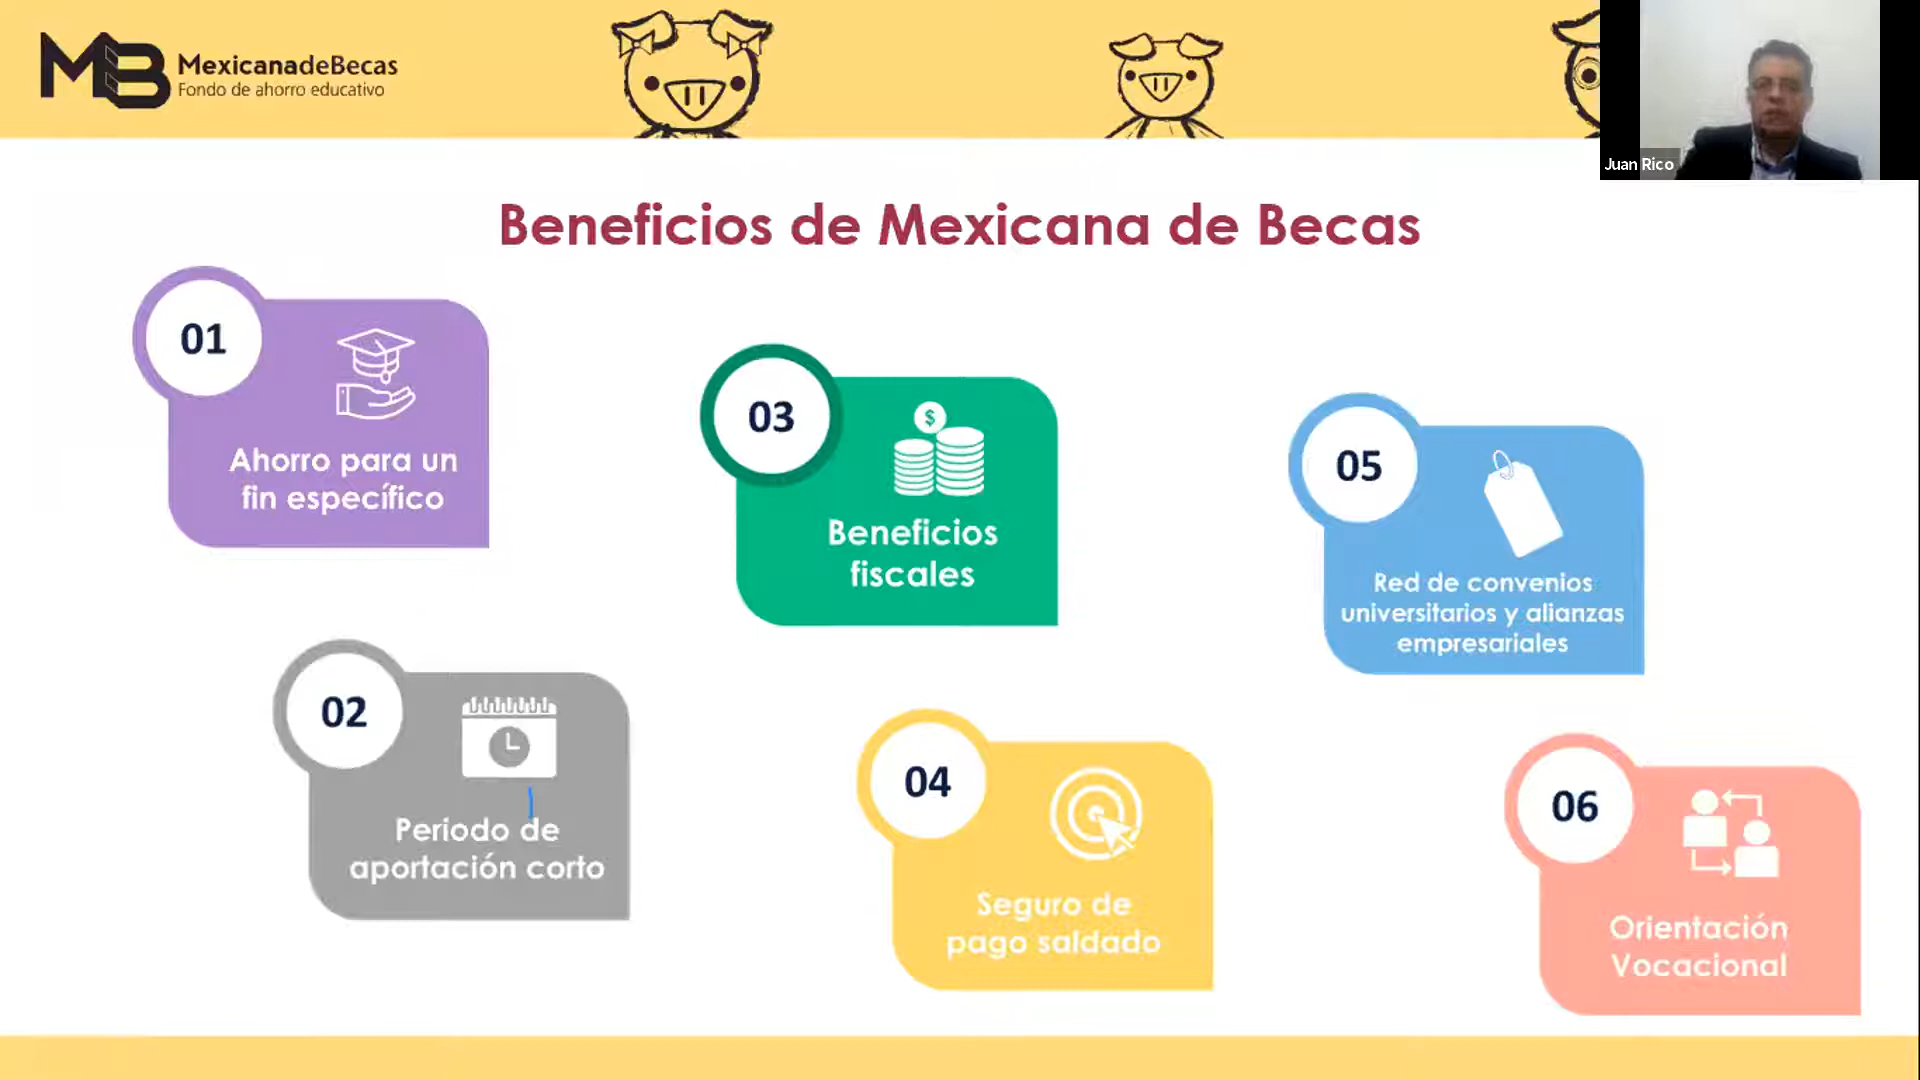 MB MexicanadeBecas
Fondo de ahorro educativo
Juan Rico
Beneficios de Mexicana de Becas
01
Ahorro para un
fin específico
02
Periodo de
aportación corto
03
$
Beneficios
fiscales
04
Seguro de
pago saldado
05
Red de convenios
universitarios y alianzas
empresariales
06
Orientación
Vocacional